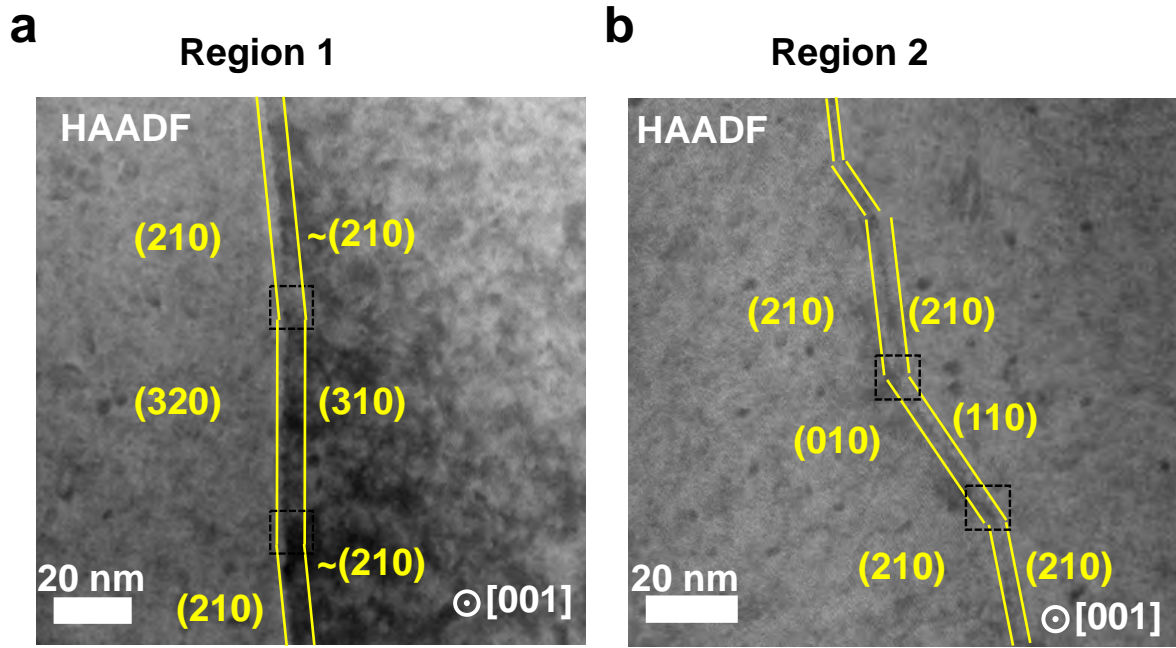 a
Region 1
HAADF
(210)
~(210)
(320)
(310)
~(210)
20 nm
(210)
⊙[001]
b
Region 2
HAADF
(210)
(210)
(110)
(010)
(210)
(210)
20 nm
⊙[001]